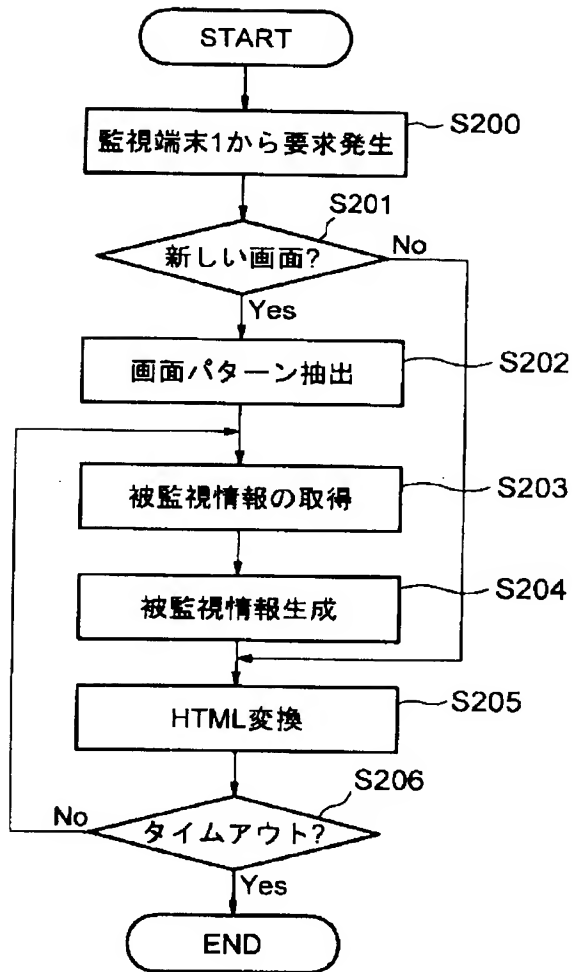 START
監視端末1から要求発生
S200
S201
新しい画面?
No
Yes
画面パターン抽出
S202
被監視情報の取得
S203
被監視情報生成
S204
HTML変換
S205
S206
No
タイムアウト?
Yes
END